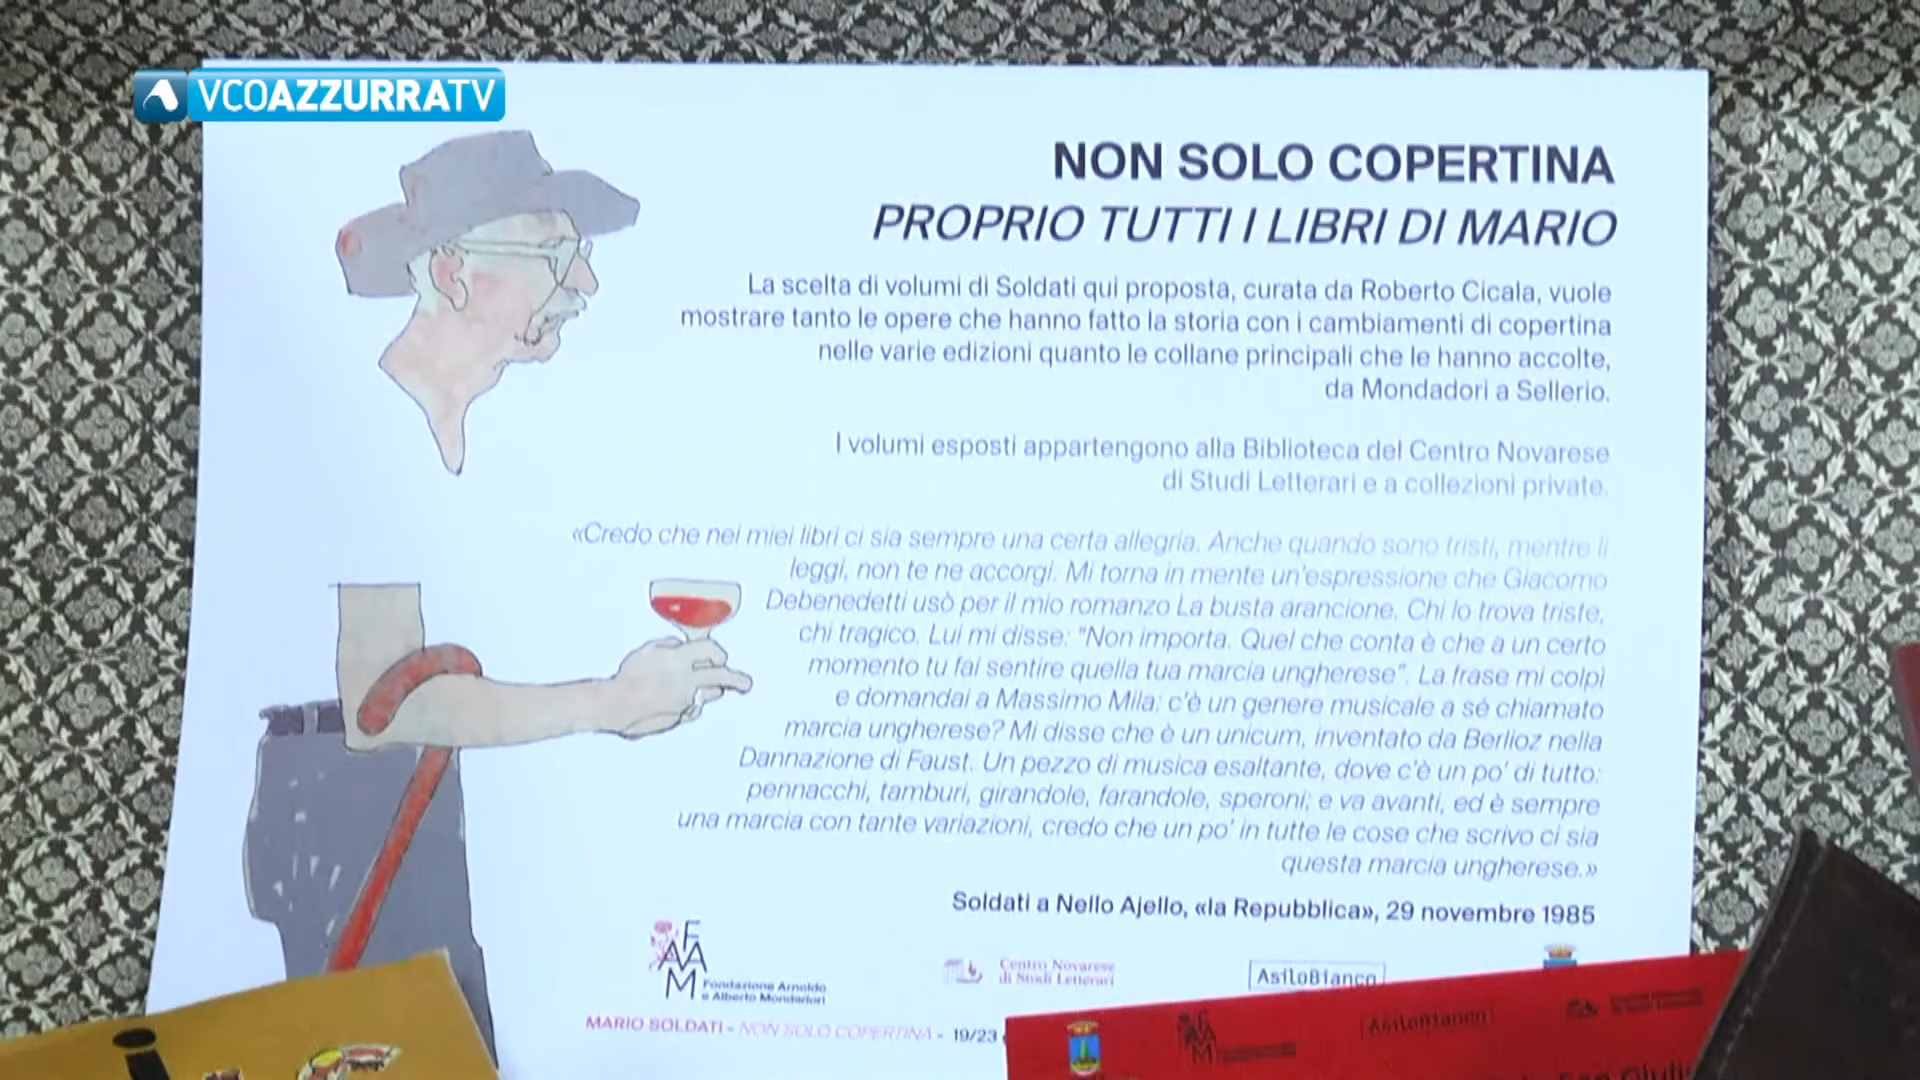 VCOAZZURRATV
NON SOLO COPERTINA
PROPRIO TUTTI I LIBRI DI MARIO
La scelta di volumi di Soldati qui proposta, curata da Roberto Cicala, vuole
mostrare tanto le opere che hanno fatto la storia con i cambiamenti di copertina
nelle varie edizioni quanto le collane principali che le hanno accolte,
da Mondadori a Sellerio.
I volumi esposti appartengono alla Biblioteca del Centro Novarese
di Studi Letterari e a collezioni private.
«Credo che nei miei libri ci sia sempre una certa allegria. Anche quando sono tristi, mentre li
leggi, non te ne accorgi. Mi torna in mente un'espressione che Giacomo
Debenedetti usò per il mio romanzo La busta arancione. Chi lo trova triste,
chi tragico. Lui mi disse: "Non importa. Quel che conta è che a un certo
momento tu fai sentire quella tua marcia ungherese". La frase mi colpì
e domandai a Massimo Mila: c'è un genere musicale a sé chiamato
marcia ungherese? Mi disse che è un unicum, inventato da Berlioz nella
Dannazione di Faust. Un pezzo di musica esaltante, dove c'è un po' di tutto:
pennacchi, tamburi, girandole, farandole, speroni; e va avanti, ed è sempre
una marcia con tante variazioni, credo che un po' in tutte le cose che scrivo ci sia
questa marcia ungherese.»
Soldati a Nello Ajello, «la Repubblica», 29 novembre 1985
FAAM
Fondazione Arnoldo
e Alberto Mondadori
Centro Novarese
di Studi Letterari
AsiloBianco
MARIO SOLDATI - NON SOLO COPERTINA - 19/23
AsiloBianco